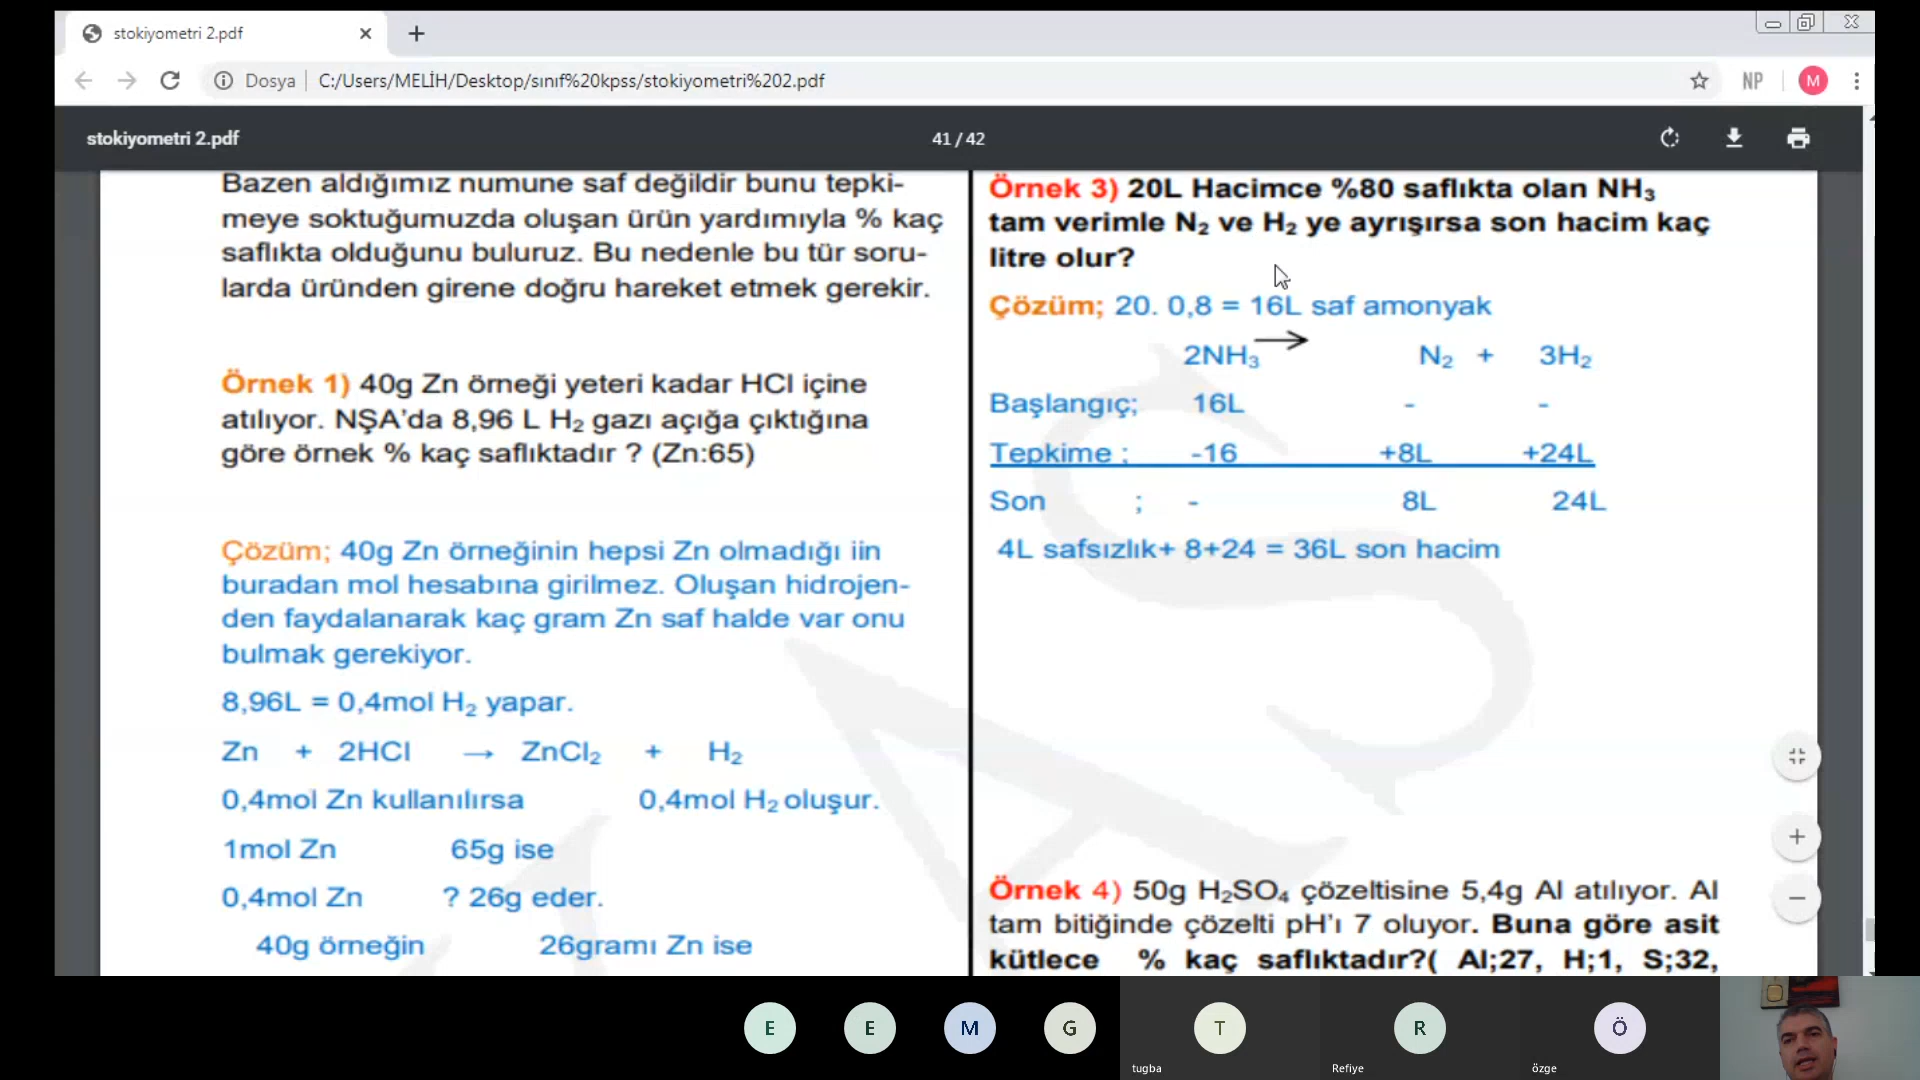 stokiyometri 2.pdf
Dosya C:/Users/MELİH/Desktop/sınıf%20kpss/stokiyometri%202.pdf
NP
M
stokiyometri 2.pdf
41 / 42
Bazen aldığımız numune saf değildir bunu tepki-
meye soktuğumuzda oluşan ürün yardımıyla % kaç
saflıkta olduğunu buluruz. Bu nedenle bu tür soru-
larda üründen girene doğru hareket etmek gerekir.
Örnek 1) 40g Zn örneği yeteri kadar HCl içine
atılıyor. NŞA’da 8,96 L H₂ gazı açığa çıktığına
göre örnek % kaç saflıktadır ? (Zn:65)
Çözüm; 40g Zn örneğinin hepsi Zn olmadığı iin
buradan mol hesabına girilmez. Oluşan hidrojen-
den faydalanarak kaç gram Zn saf halde var onu
bulmak gerekiyor.
8,96L = 0,4mol H₂ yapar.
Zn + 2HCl → ZnCl₂ + H₂
0,4mol Zn kullanılırsa 0,4mol H₂ oluşur.
1mol Zn 65g ise
0,4mol Zn ? 26g eder.
40g örneğin 26gramı Zn ise
Örnek 3) 20L Hacimce %80 saflıkta olan NH₃
tam verimle N₂ ve H₂ ye ayrışırsa son hacim kaç
litre olur?
Çözüm; 20. 0,8 = 16L saf amonyak
2NH₃ → N₂ + 3H₂
Başlangıç; 16L - -
Tepkime ; -16 +8L +24L
Son ; - 8L 24L
4L safsızlık+ 8+24 = 36L son hacim
Örnek 4) 50g H₂SO₄ çözeltisine 5,4g Al atılıyor. Al
tam bitiğinde çözelti pH’ı 7 oluyor. Buna göre asit
kütlece % kaç saflıktadır?( Al;27, H;1, S;32,
E
E
M
G
T
R
Ö
tugba
Refiye
özge